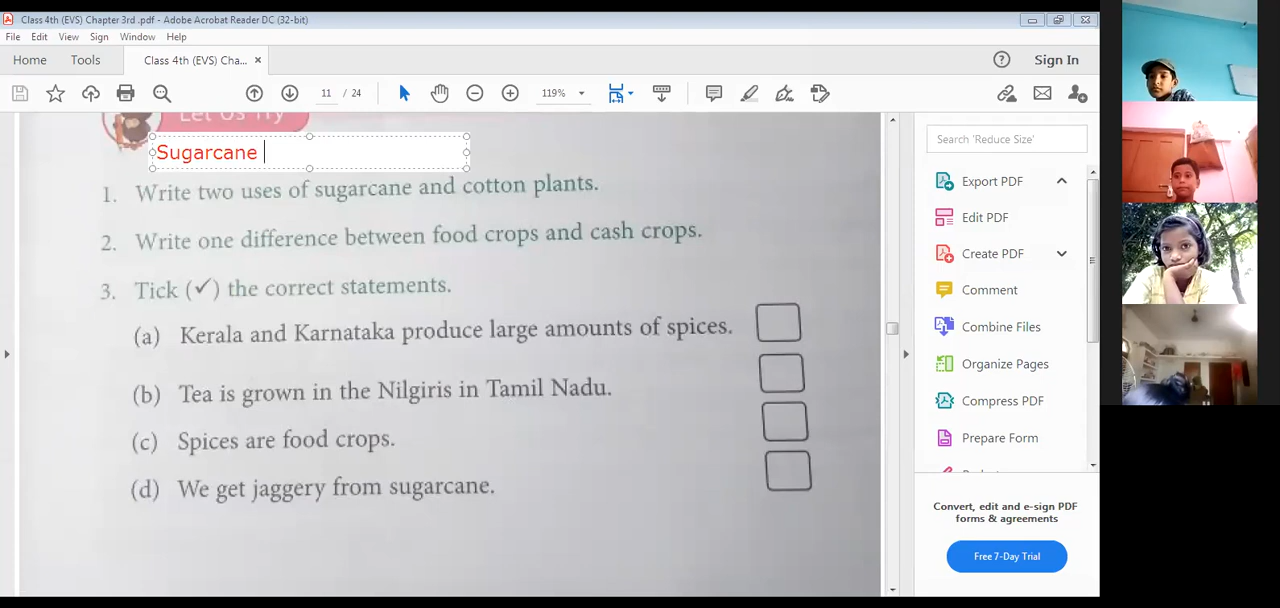 Class 4th (EVS) Chapter 3rd .pdf - Adobe Acrobat Reader DC (32-bit)
File Edit View Sign Window Help
Home Tools Class 4th (EVS) Cha... × ? Sign In
11 / 24 119%
Let Us Try
Sugarcane
1. Write two uses of sugarcane and cotton plants.
2. Write one difference between food crops and cash crops.
3. Tick (✓) the correct statements.
(a) Kerala and Karnataka produce large amounts of spices.
(b) Tea is grown in the Nilgiris in Tamil Nadu.
(c) Spices are food crops.
(d) We get jaggery from sugarcane.
Search 'Reduce Size'
Export PDF
Edit PDF
Create PDF
Comment
Combine Files
Organize Pages
Compress PDF
Prepare Form
Convert, edit and e-sign PDF
forms & agreements
Free 7-Day Trial